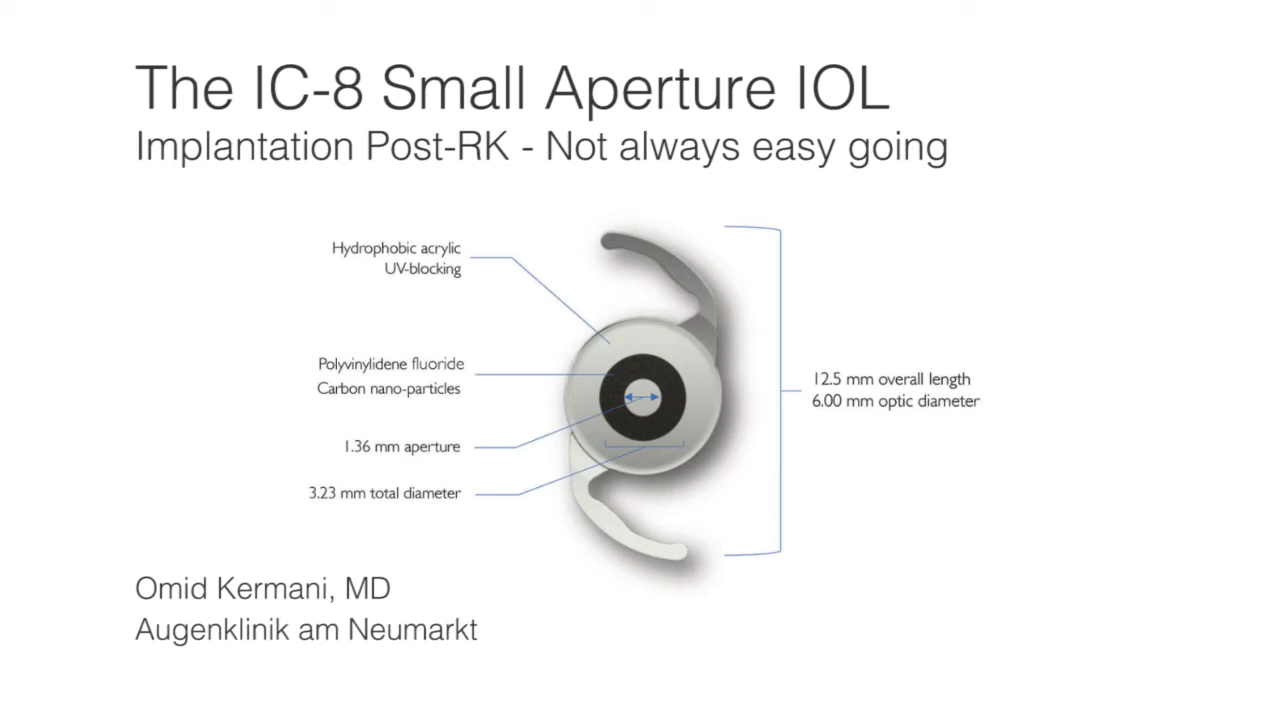 The IC-8 Small Aperture IOL
Implantation Post-RK - Not always easy going
Hydrophobic acrylic
UV-blocking
Polyvinylidene fluoride
Carbon nano-particles
1.36 mm aperture
3.23 mm total diameter
12.5 mm overall length
6.00 mm optic diameter
Omid Kermani, MD
Augenklinik am Neumarkt